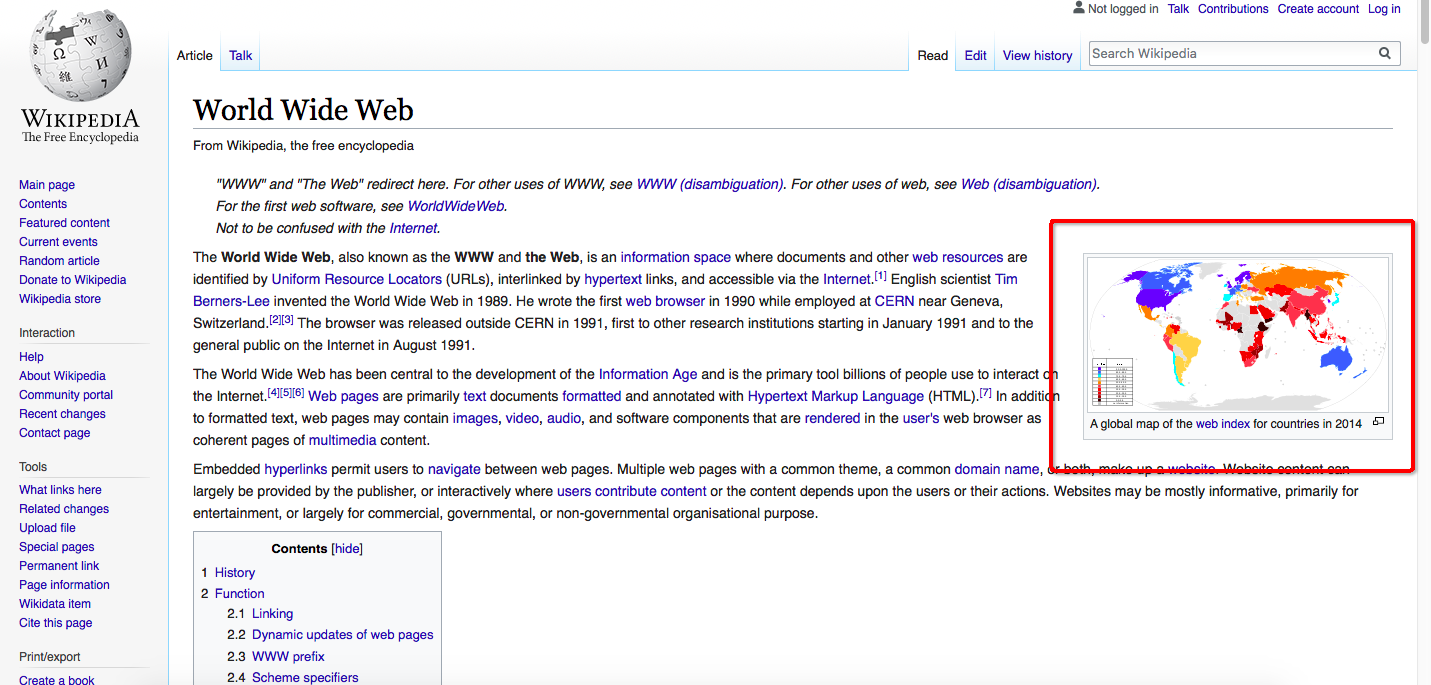 Not logged in Talk Contributions Create account Log in
Article Talk Read Edit View history Search Wikipedia
WIKIPEDIA
The Free Encyclopedia
Main page
Contents
Featured content
Current events
Random article
Donate to Wikipedia
Wikipedia store
Interaction
Help
About Wikipedia
Community portal
Recent changes
Contact page
Tools
What links here
Related changes
Upload file
Special pages
Permanent link
Page information
Wikidata item
Cite this page
Print/export
Create a book
World Wide Web
From Wikipedia, the free encyclopedia
"WWW" and "The Web" redirect here. For other uses of WWW, see WWW (disambiguation). For other uses of web, see Web (disambiguation).
For the first web software, see WorldWideWeb.
Not to be confused with the Internet.
The World Wide Web, also known as the WWW and the Web, is an information space where documents and other web resources are
identified by Uniform Resource Locators (URLs), interlinked by hypertext links, and accessible via the Internet.[1] English scientist Tim
Berners-Lee invented the World Wide Web in 1989. He wrote the first web browser in 1990 while employed at CERN near Geneva,
Switzerland.[2][3] The browser was released outside CERN in 1991, first to other research institutions starting in January 1991 and to the
general public on the Internet in August 1991.
The World Wide Web has been central to the development of the Information Age and is the primary tool billions of people use to interact on
the Internet.[4][5][6] Web pages are primarily text documents formatted and annotated with Hypertext Markup Language (HTML).[7] In addition
to formatted text, web pages may contain images, video, audio, and software components that are rendered in the user's web browser as
coherent pages of multimedia content.
A global map of the web index for countries in 2014
Embedded hyperlinks permit users to navigate between web pages. Multiple web pages with a common theme, a common domain name, or both, make up a website. Website content can
largely be provided by the publisher, or interactively where users contribute content or the content depends upon the users or their actions. Websites may be mostly informative, primarily for
entertainment, or largely for commercial, governmental, or non-governmental organisational purpose.
Contents [hide]
1 History
2 Function
2.1 Linking
2.2 Dynamic updates of web pages
2.3 WWW prefix
2.4 Scheme specifiers